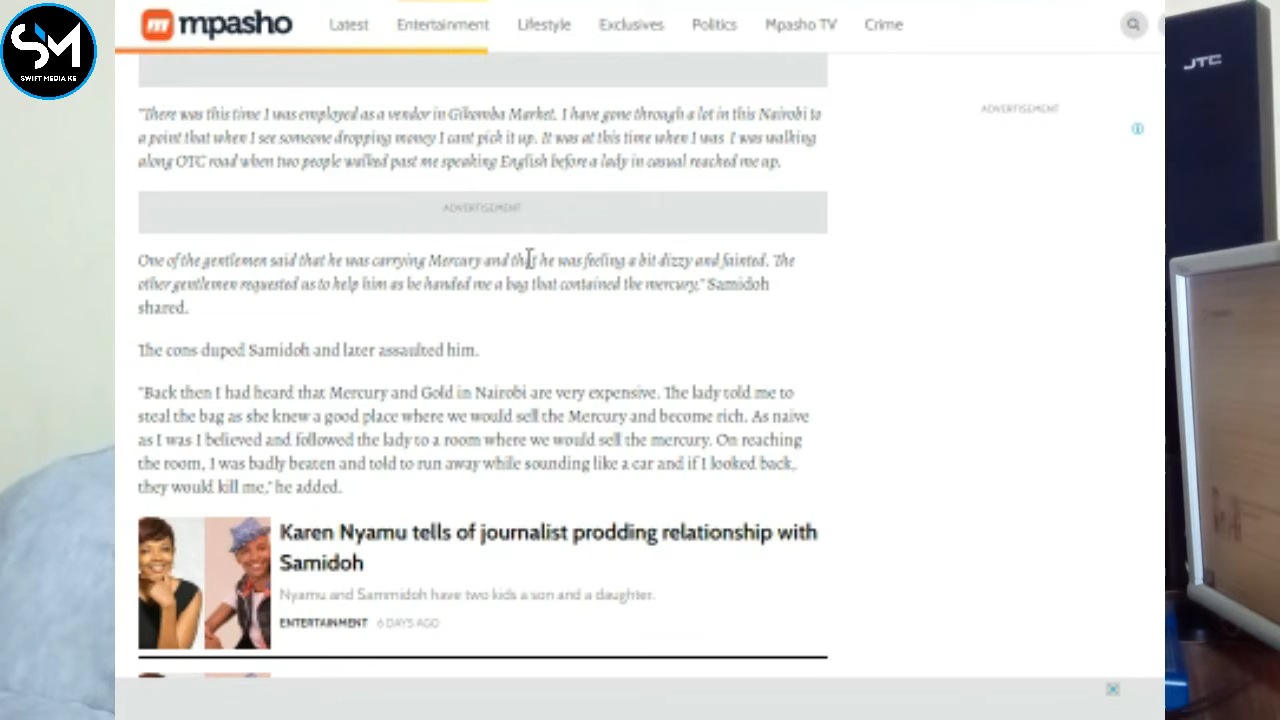 SM
SWIFT MEDIA KE
m mpasho
Latest Entertainment Lifestyle Exclusives Politics Mpasho TV Crime
JTC
"There was this time I was employed as a vendor in Gikomba Market. I have gone through a lot in this Nairobi to
a point that when I see someone dropping money I cant pick it up. It was at this time when I was I was walking
along OTC road when two people walked past me speaking English before a lady in casual reached me up.
ADVERTISEMENT
ADVERTISEMENT
One of the gentlemen said that he was carrying Mercury and that he was feeling a bit dizzy and fainted. The
other gentlemen requested us to help him as he handed me a bag that contained the mercury," Samidoh
shared.
The cons duped Samidoh and later assaulted him.
"Back then I had heard that Mercury and Gold in Nairobi are very expensive. The lady told me to
steal the bag as she knew a good place where we would sell the Mercury and become rich. As naive
as I was I believed and followed the lady to a room where we would sell the mercury. On reaching
the room, I was badly beaten and told to run away while sounding like a car and if I looked back,
they would kill me," he added.
Karen Nyamu tells of journalist prodding relationship with
Samidoh
Nyamu and Sammidoh have two kids a son and a daughter.
ENTERTAINMENT 6 DAYS AGO